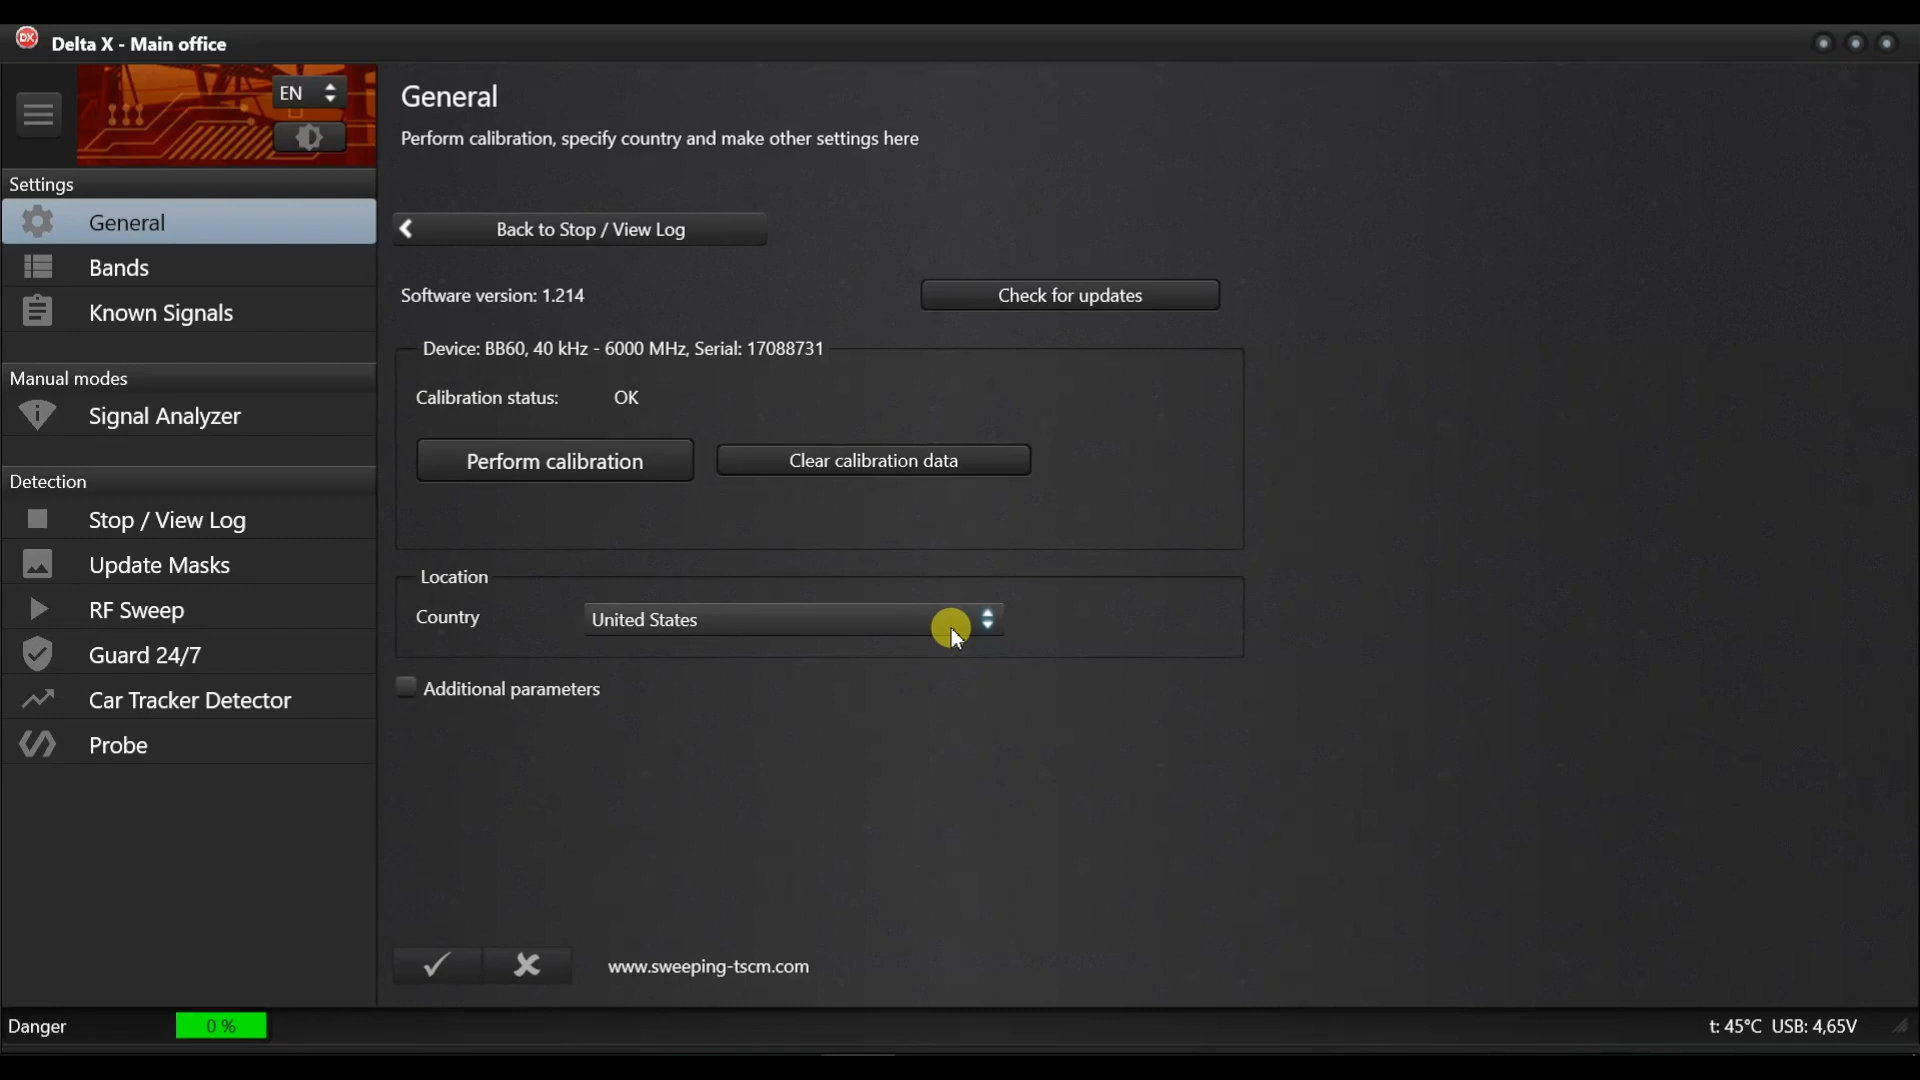 DX Delta X - Main office
EN
General
Perform calibration, specify country and make other settings here
Settings
General
Bands
Known Signals
Manual modes
Signal Analyzer
Detection
Stop / View Log
Update Masks
RF Sweep
Guard 24/7
Car Tracker Detector
Probe
Back to Stop / View Log
Software version: 1.214
Check for updates
Device: BB60, 40 kHz - 6000 MHz, Serial: 17088731
Calibration status: OK
Perform calibration
Clear calibration data
Location
Country United States
Additional parameters
www.sweeping-tscm.com
Danger 0 %
t: 45°C USB: 4,65V